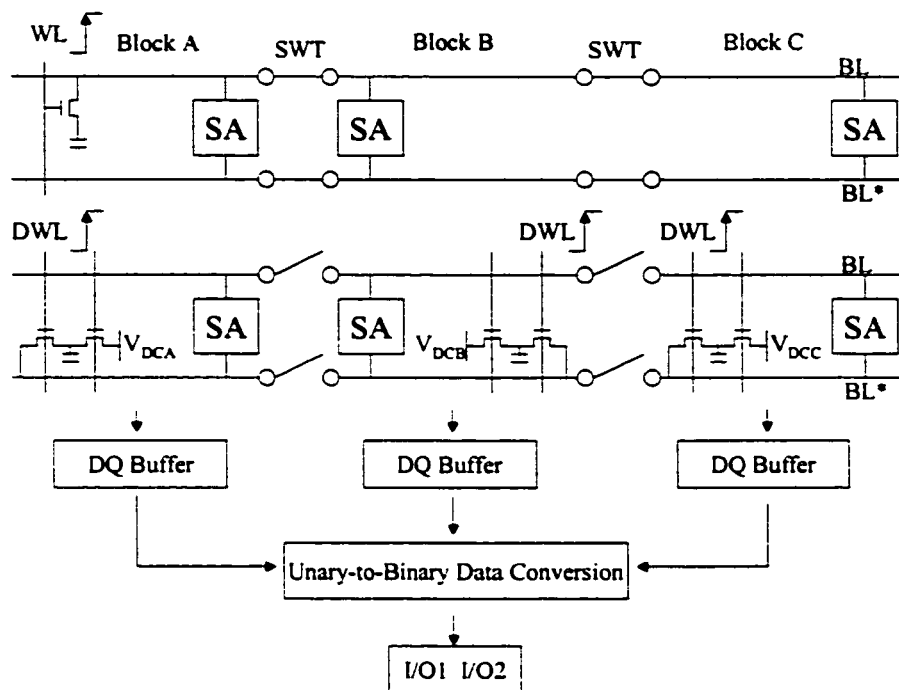 WL Block A SWT Block B SWT Block C
BL
SA SA SA
BL*
DWL DWL DWL
BL
SA SA SA
VDCA VDCB VDCC
BL*
DQ Buffer DQ Buffer DQ Buffer
Unary-to-Binary Data Conversion
I/O1 I/O2